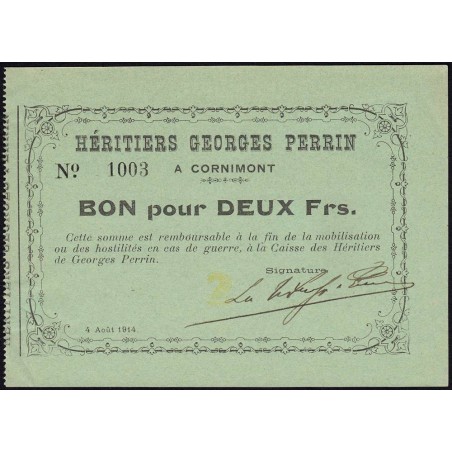 HÉRITIERS GEORGES PERRIN
Nº 1003 A CORNIMONT
BON pour DEUX Frs.
Cette somme est remboursable à la fin de la mobilisation
ou des hostilités en cas de guerre, à la Caisse des Héritiers
de Georges Perrin.
Signature
2
4 Août 1914.